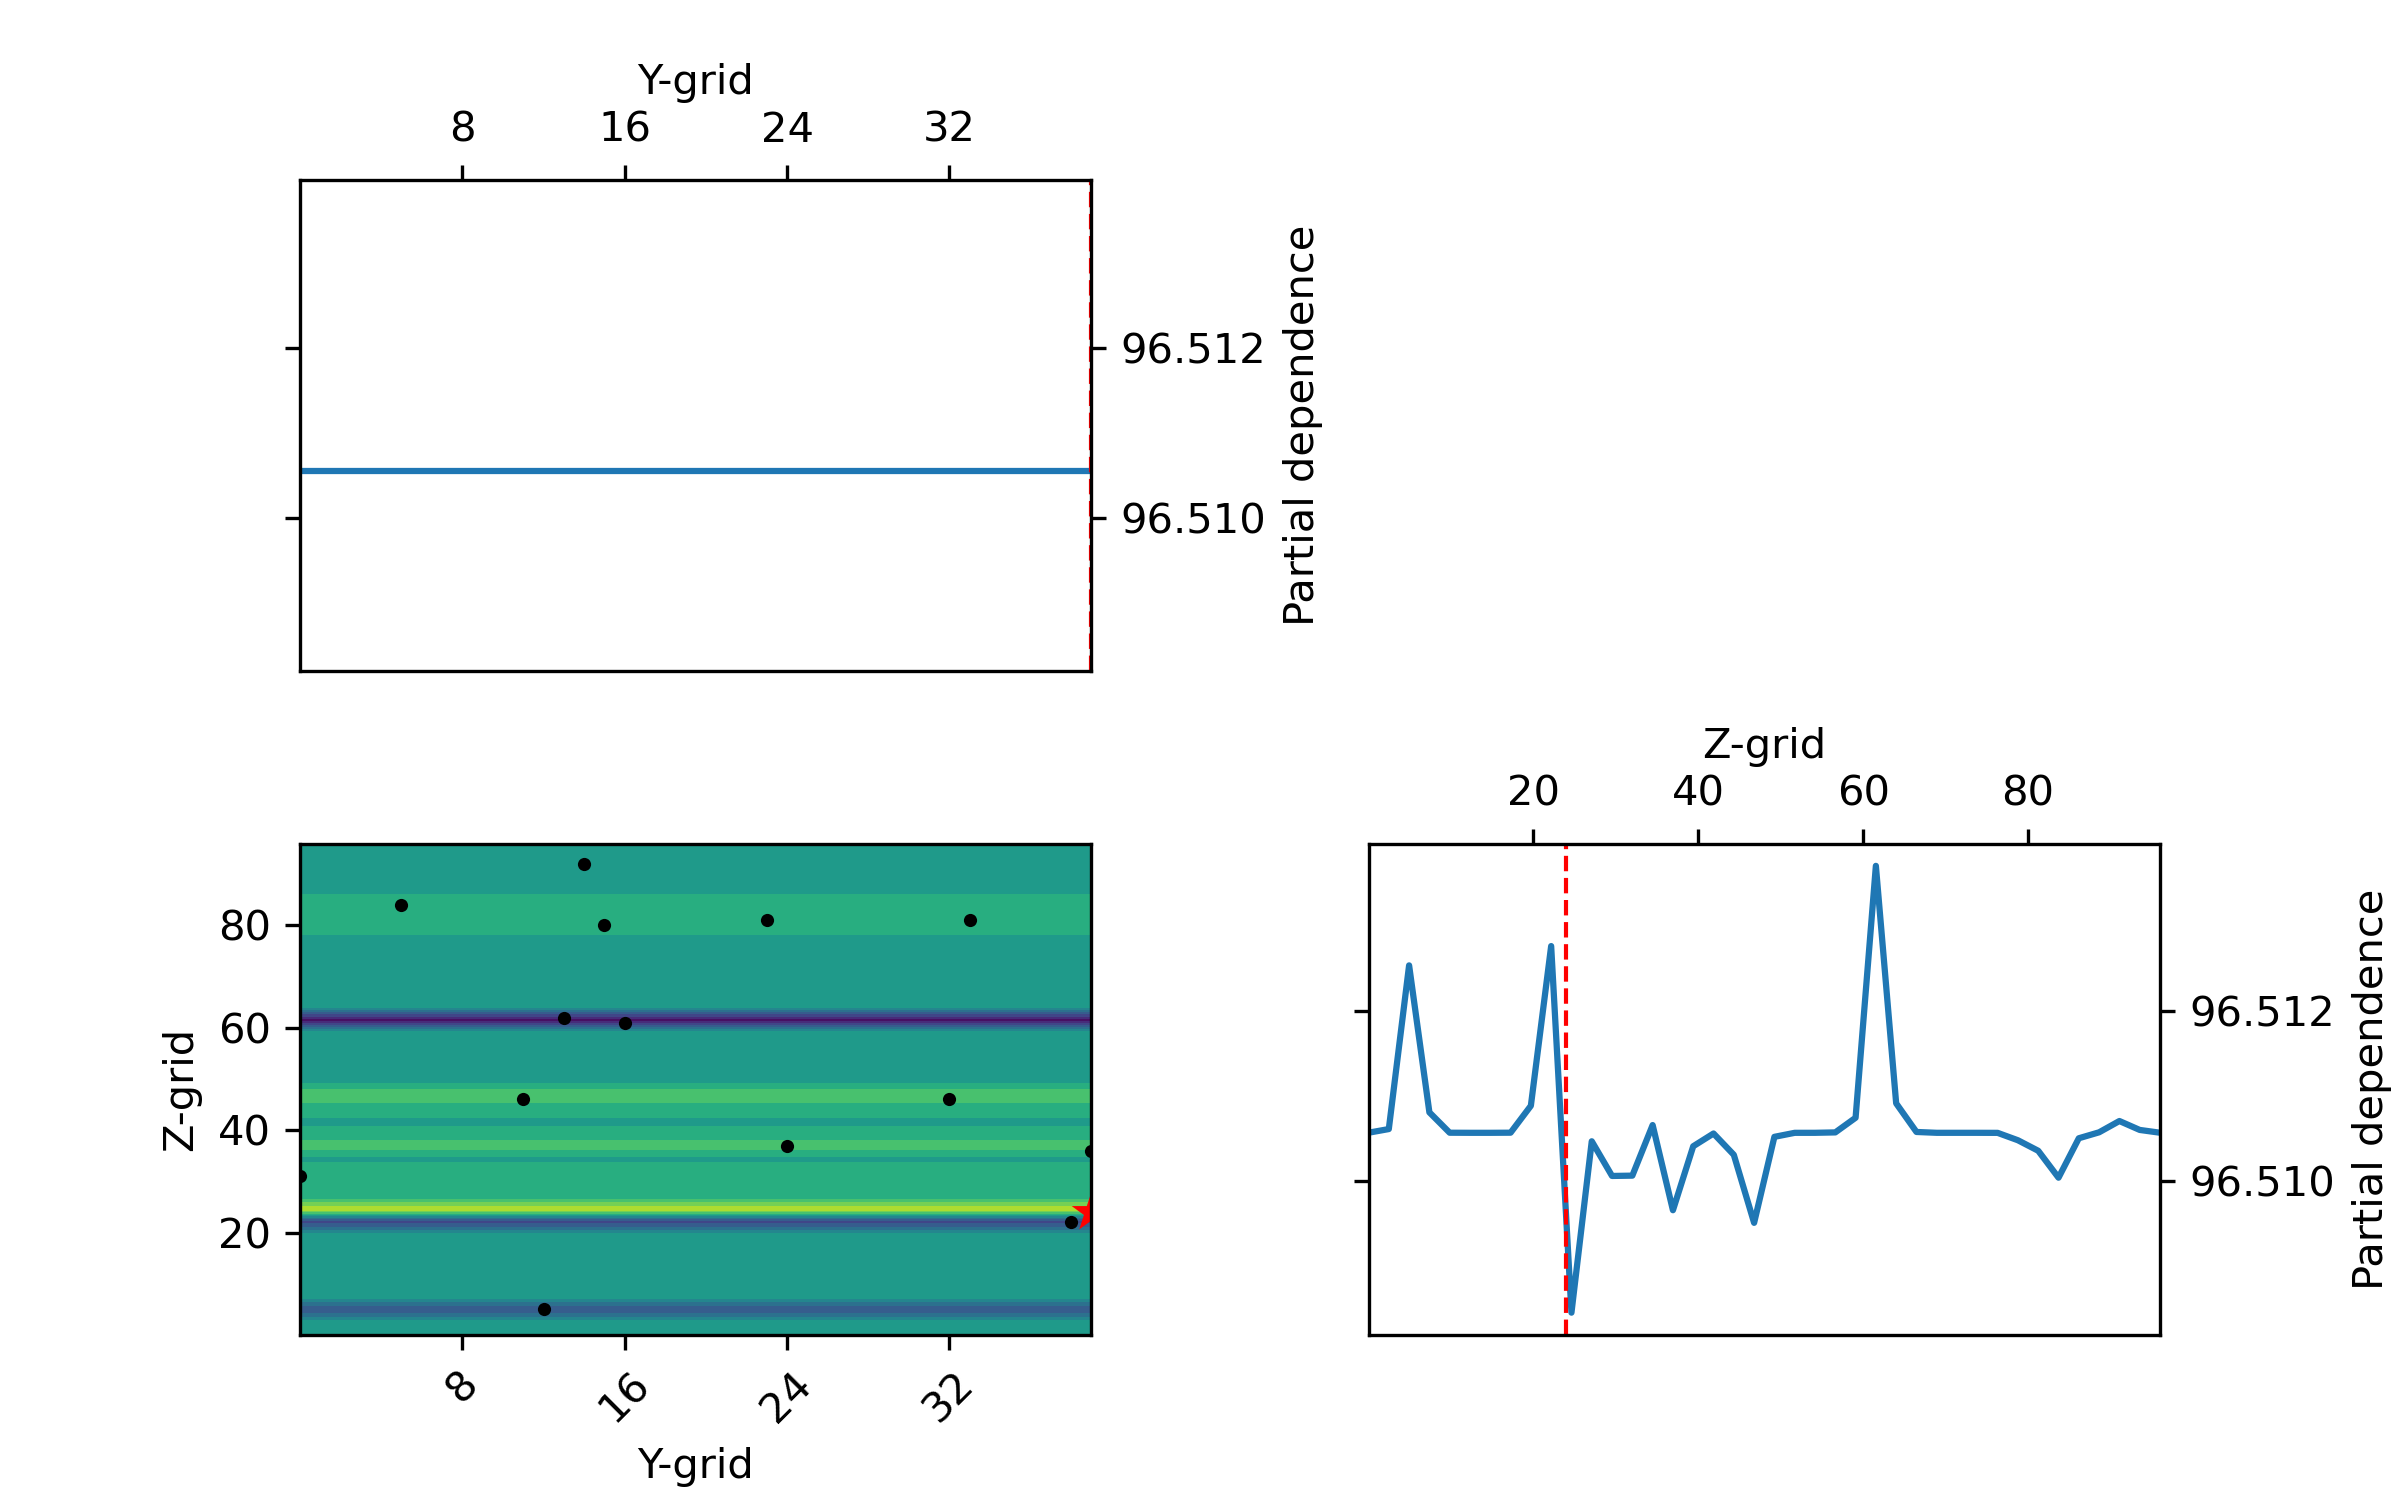 Y-grid
8 16 24 32
96.512
96.510
Partial dependence
Z-grid
20 40 60 80
96.512
96.510
Partial dependence
80
60
40
20
Z-grid
8 16 24 32
Y-grid